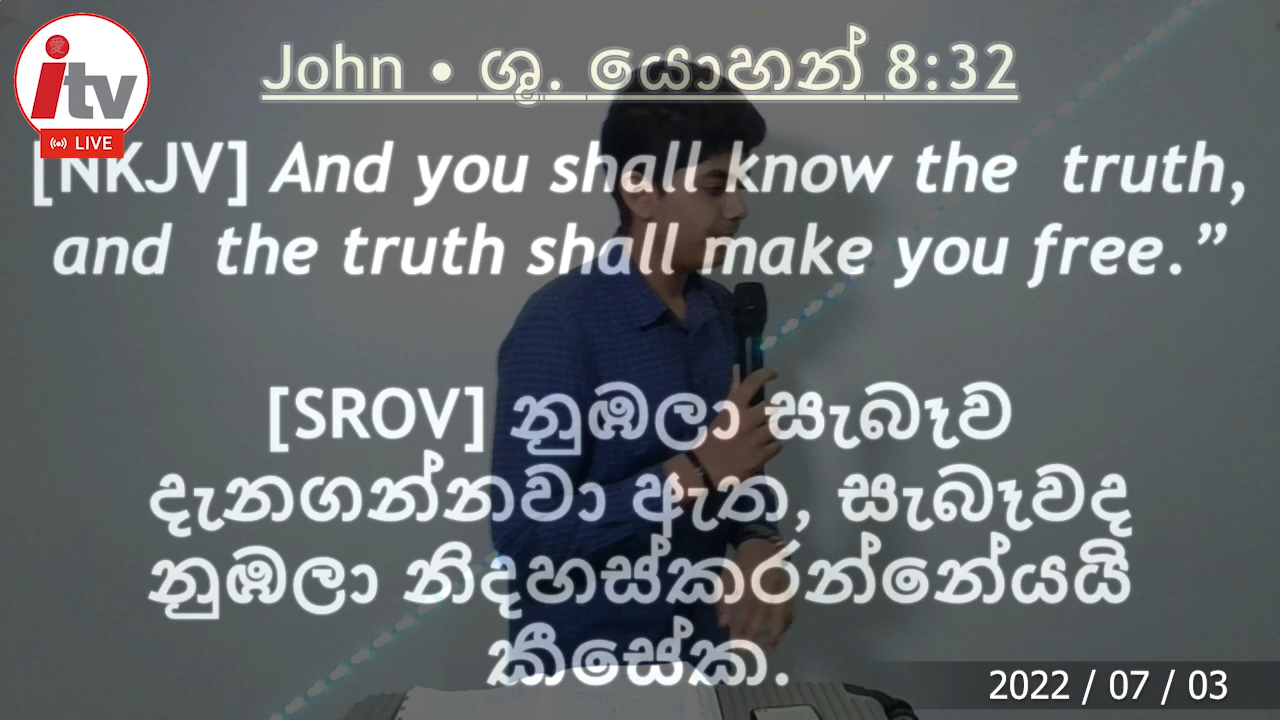 愛
itv
LIVE
John • ශු. යොහන් 8:32
[NKJV] And you shall know the truth,
and the truth shall make you free.”
[SROV] නුඹලා සැබෑව
දැනගන්නවා ඇත, සැබෑවද
නුඹලා නිදහස්කරන්නේයයි
කීසේක.
2022 / 07 / 03